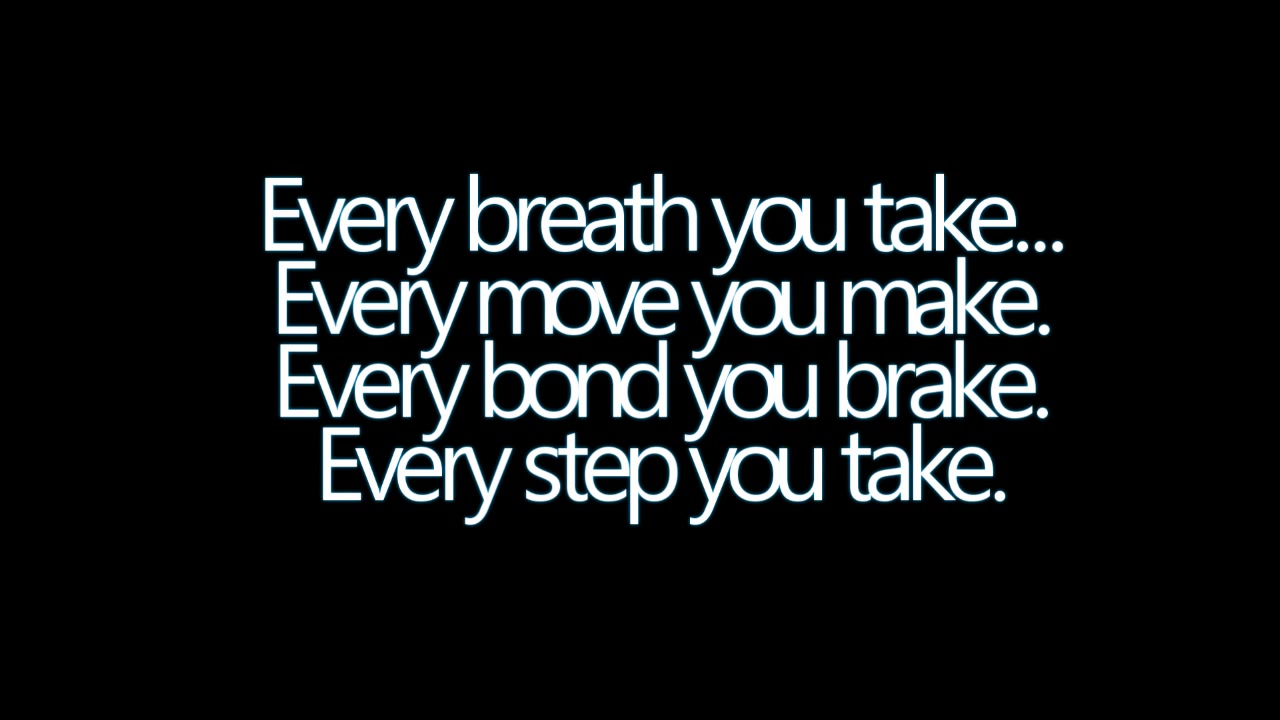 Every breath you take...
Every move you make.
Every bond you brake.
Every step you take.